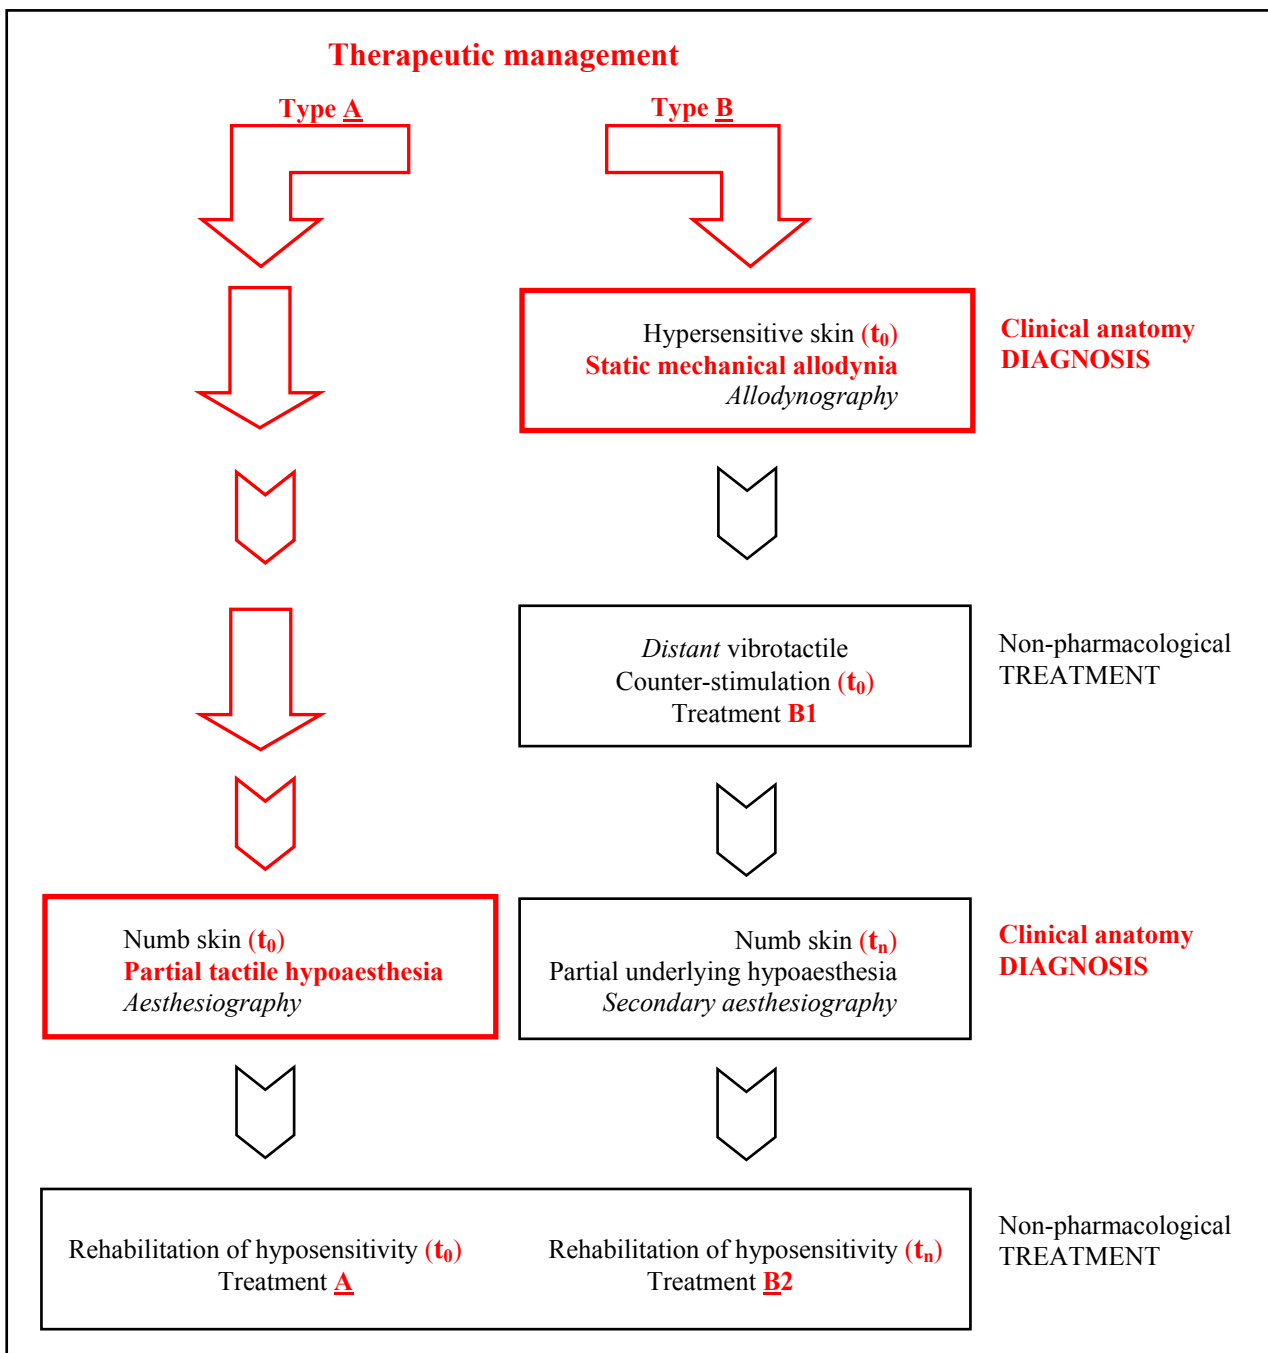 Therapeutic management
Type A
Type B
Hypersensitive skin (t0)
Static mechanical allodynia
Allodynography
Clinical anatomy
DIAGNOSIS
Distant vibrotactile
Counter-stimulation (t0)
Treatment B1
Non-pharmacological
TREATMENT
Numb skin (t0)
Partial tactile hypoaesthesia
Aesthesiography
Numb skin (tn)
Partial underlying hypoaesthesia
Secondary aesthesiography
Clinical anatomy
DIAGNOSIS
Rehabilitation of hyposensitivity (t0)
Treatment A
Rehabilitation of hyposensitivity (tn)
Treatment B2
Non-pharmacological
TREATMENT